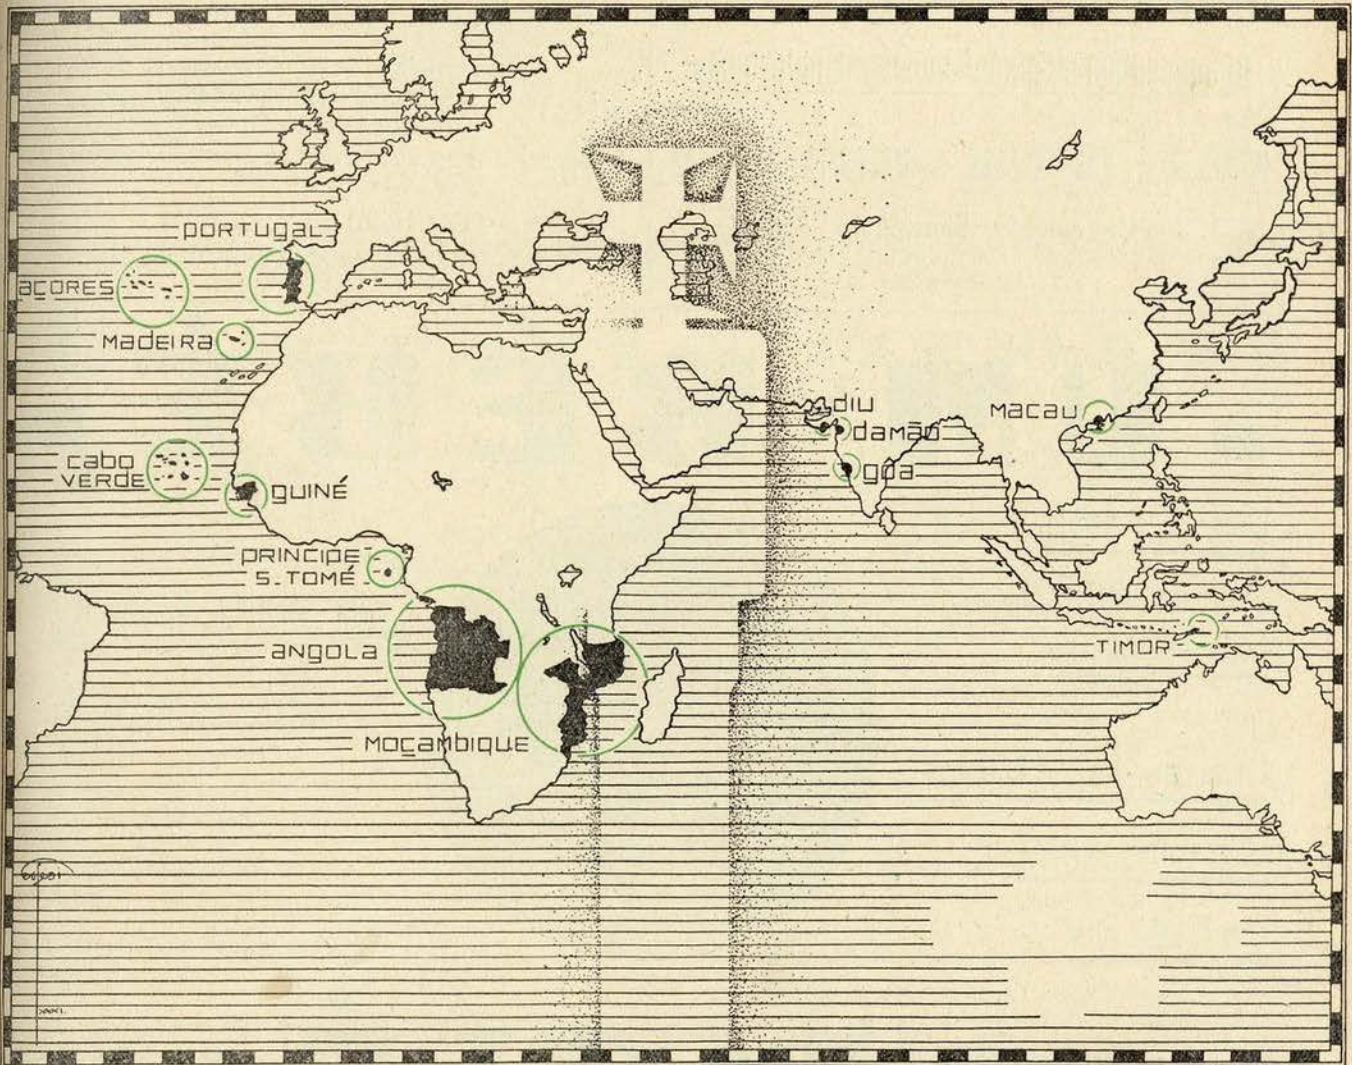 PORTUGAL
AÇORES
MADEIRA
CABO
VERDE
GUINÉ
PRINCIPE
S. TOMÉ
ANGOLA
MOÇAMBIQUE
DIU
DAMÃO
GOA
MACAU
TIMOR